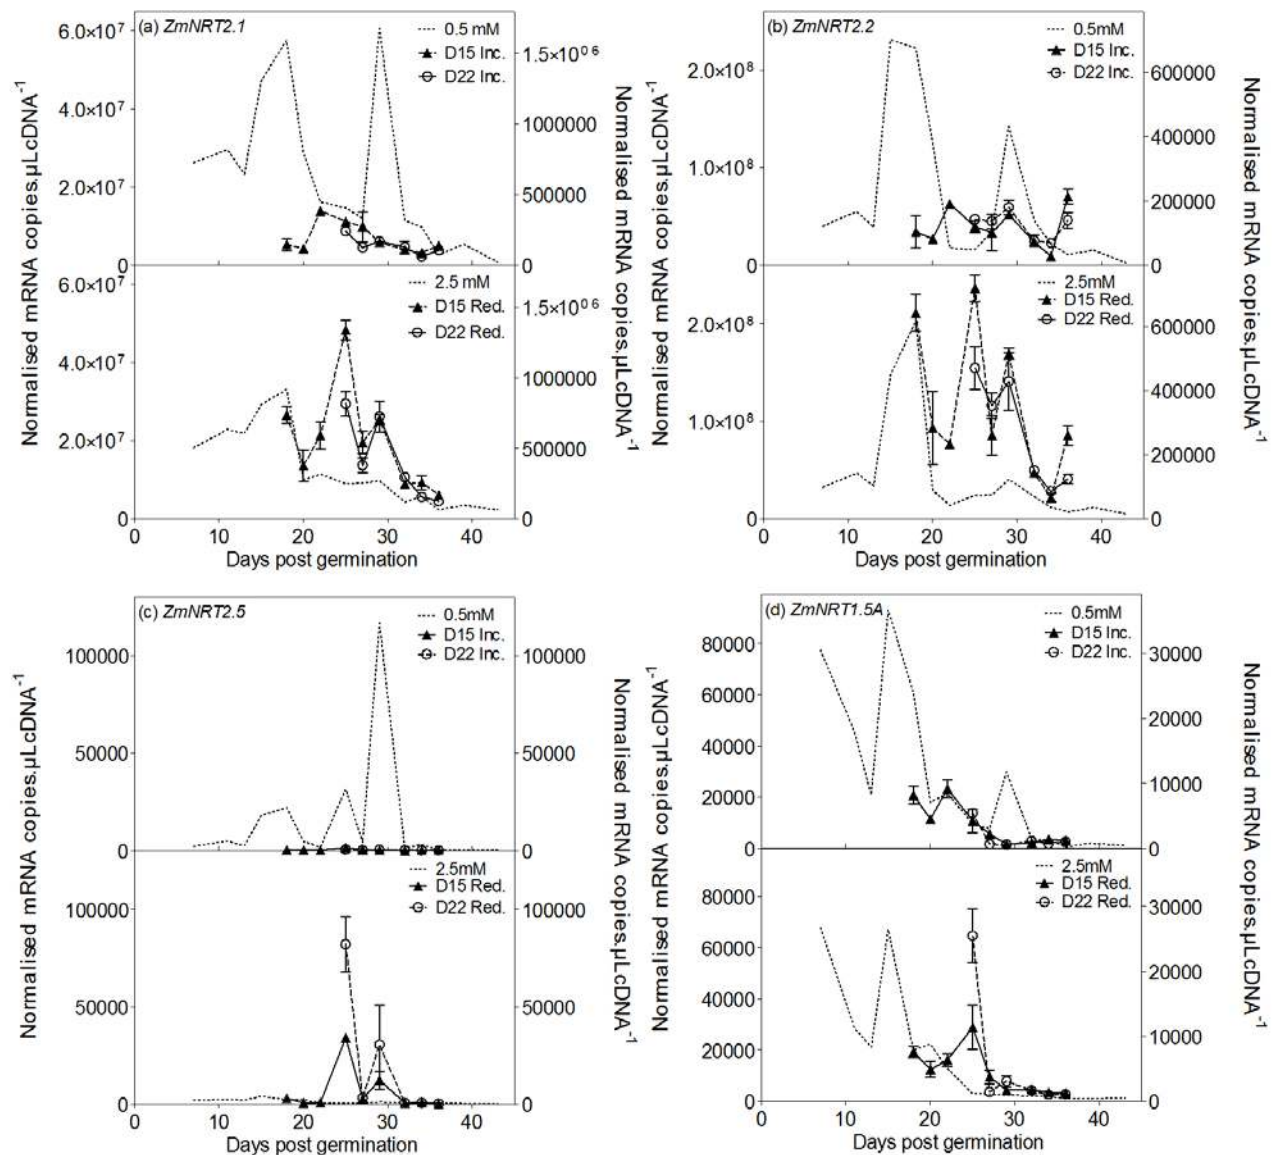 (a) ZmNRT2.1
0.5 mM
D15 Inc.
D22 Inc.
6.0×10⁷
4.0×10⁷
2.0×10⁷
0
1.5×10⁰⁶
1000000
500000
0
2.5 mM
D15 Red.
D22 Red.
6.0×10⁷
4.0×10⁷
2.0×10⁷
0
1.5×10⁰⁶
1000000
500000
0
0 10 20 30 40
Days post germination
Normalised mRNA copies.µLcDNA⁻¹
Normalised mRNA copies.µLcDNA⁻¹
(b) ZmNRT2.2
0.5 mM
D15 Inc.
D22 Inc.
2.0×10⁸
1.0×10⁸
0
600000
400000
200000
0
2.5mM
D15 Red.
D22 Red.
2.0×10⁸
1.0×10⁸
0
600000
400000
200000
0
0 10 20 30 40
Days post germination
Normalised mRNA copies.µLcDNA⁻¹
Normalised mRNA copies.µLcDNA⁻¹
(c) ZmNRT2.5
0.5mM
D15 Inc.
D22 Inc.
100000
50000
0
100000
50000
0
2.5mM
D15 Red.
D22 Red.
100000
50000
0
100000
50000
0
0 10 20 30 40
Days post germination
Normalised mRNA copies.µLcDNA⁻¹
Normalised mRNA copies.µLcDNA⁻¹
(d) ZmNRT1.5A
0.5mM
D15 Inc.
D22 Inc.
80000
60000
40000
20000
0
30000
20000
10000
0
2.5mM
D15 Red.
D22 Red.
80000
60000
40000
20000
0
30000
20000
10000
0
0 10 20 30 40
Days post germination
Normalised mRNA copies.µLcDNA⁻¹
Normalised mRNA copies.µLcDNA⁻¹